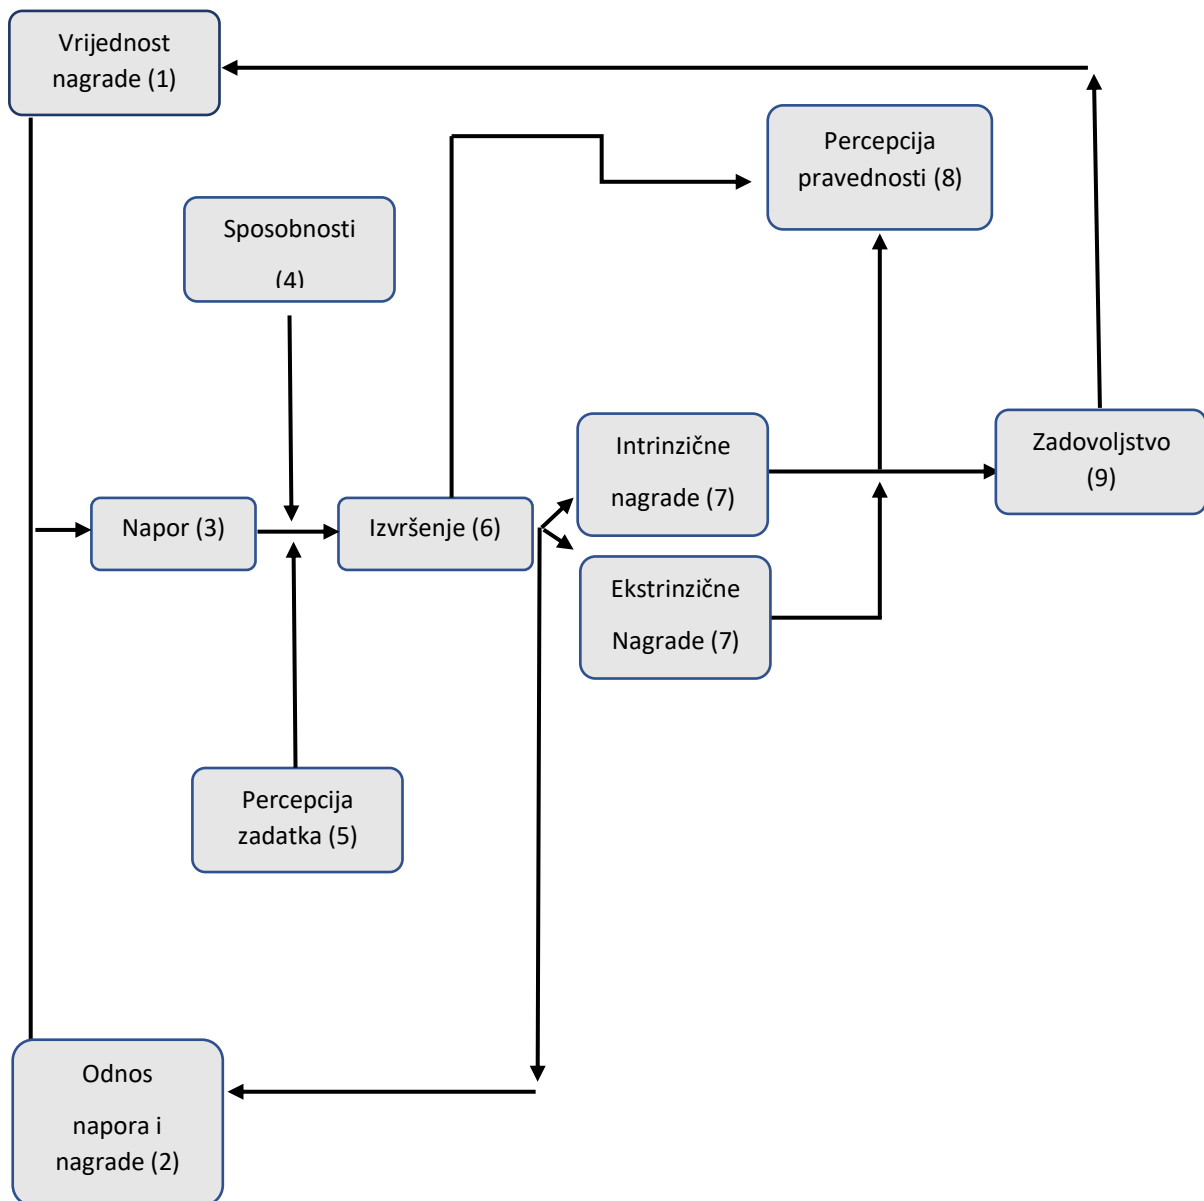 Vrijednost
nagrade (1)
Percepcija
pravednosti (8)
Sposobnosti
(4)
Intrinzične
nagrade (7)
Zadovoljstvo
(9)
Napor (3)
Izvršenje (6)
Ekstrinzične
Nagrade (7)
Percepcija
zadatka (5)
Odnos
napora i
nagrade (2)